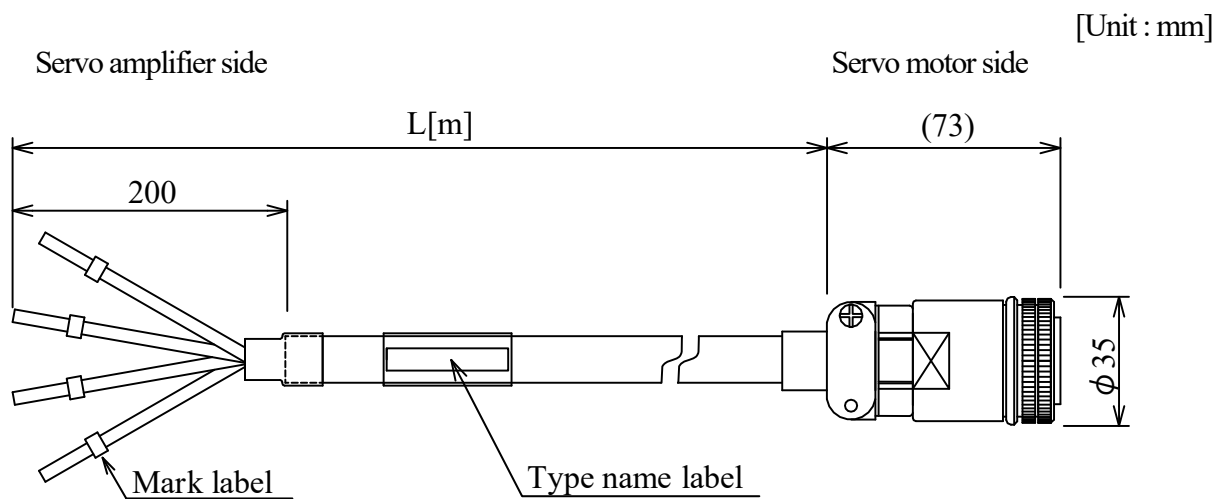 [Unit : mm]
Servo amplifier side
Servo motor side
L[m]
(73)
200
ϕ35
Mark label
Type name label